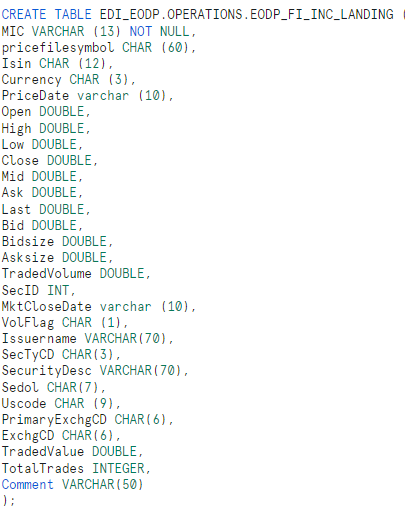 CREATE TABLE EDI_EODP.OPERATIONS.EODP_FI_INC_LANDING (
MIC VARCHAR (13) NOT NULL,
pricefilesymbol CHAR (60),
Isin CHAR (12),
Currency CHAR (3),
PriceDate varchar (10),
Open DOUBLE,
High DOUBLE,
Low DOUBLE,
Close DOUBLE,
Mid DOUBLE,
Ask DOUBLE,
Last DOUBLE,
Bid DOUBLE,
Bidsize DOUBLE,
Asksize DOUBLE,
TradedVolume DOUBLE,
SecID INT,
MktCloseDate varchar (10),
VolFlag CHAR (1),
Issuername VARCHAR(70),
SecTyCD CHAR(3),
SecurityDesc VARCHAR(70),
Sedol CHAR(7),
Uscode CHAR (9),
PrimaryExchgCD CHAR(6),
ExchgCD CHAR(6),
TradedValue DOUBLE,
TotalTrades INTEGER,
Comment VARCHAR(50)
);